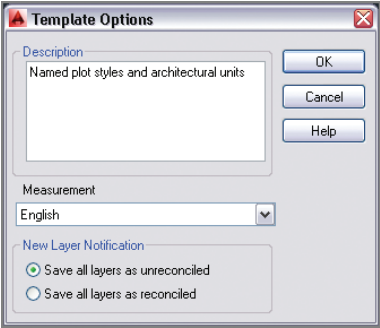 Template Options
Description
Named plot styles and architectural units
OK
Cancel
Help
Measurement
English
New Layer Notification
Save all layers as unreconciled
Save all layers as reconciled